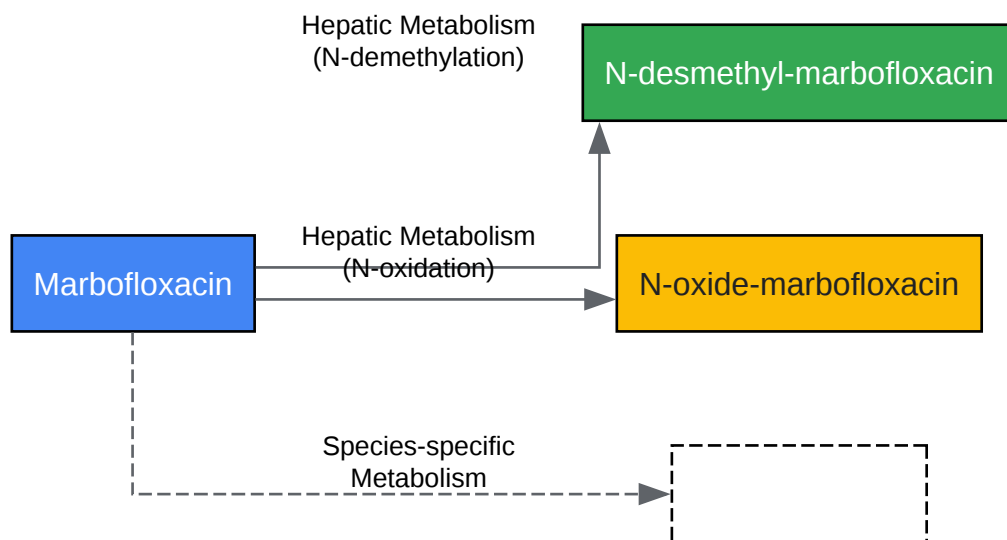 Hepatic Metabolism
(N-demethylation)
N-desmethyl-marbofloxacin
Hepatic Metabolism
(N-oxidation)
Marbofloxacin
N-oxide-marbofloxacin
Species-specific
Metabolism